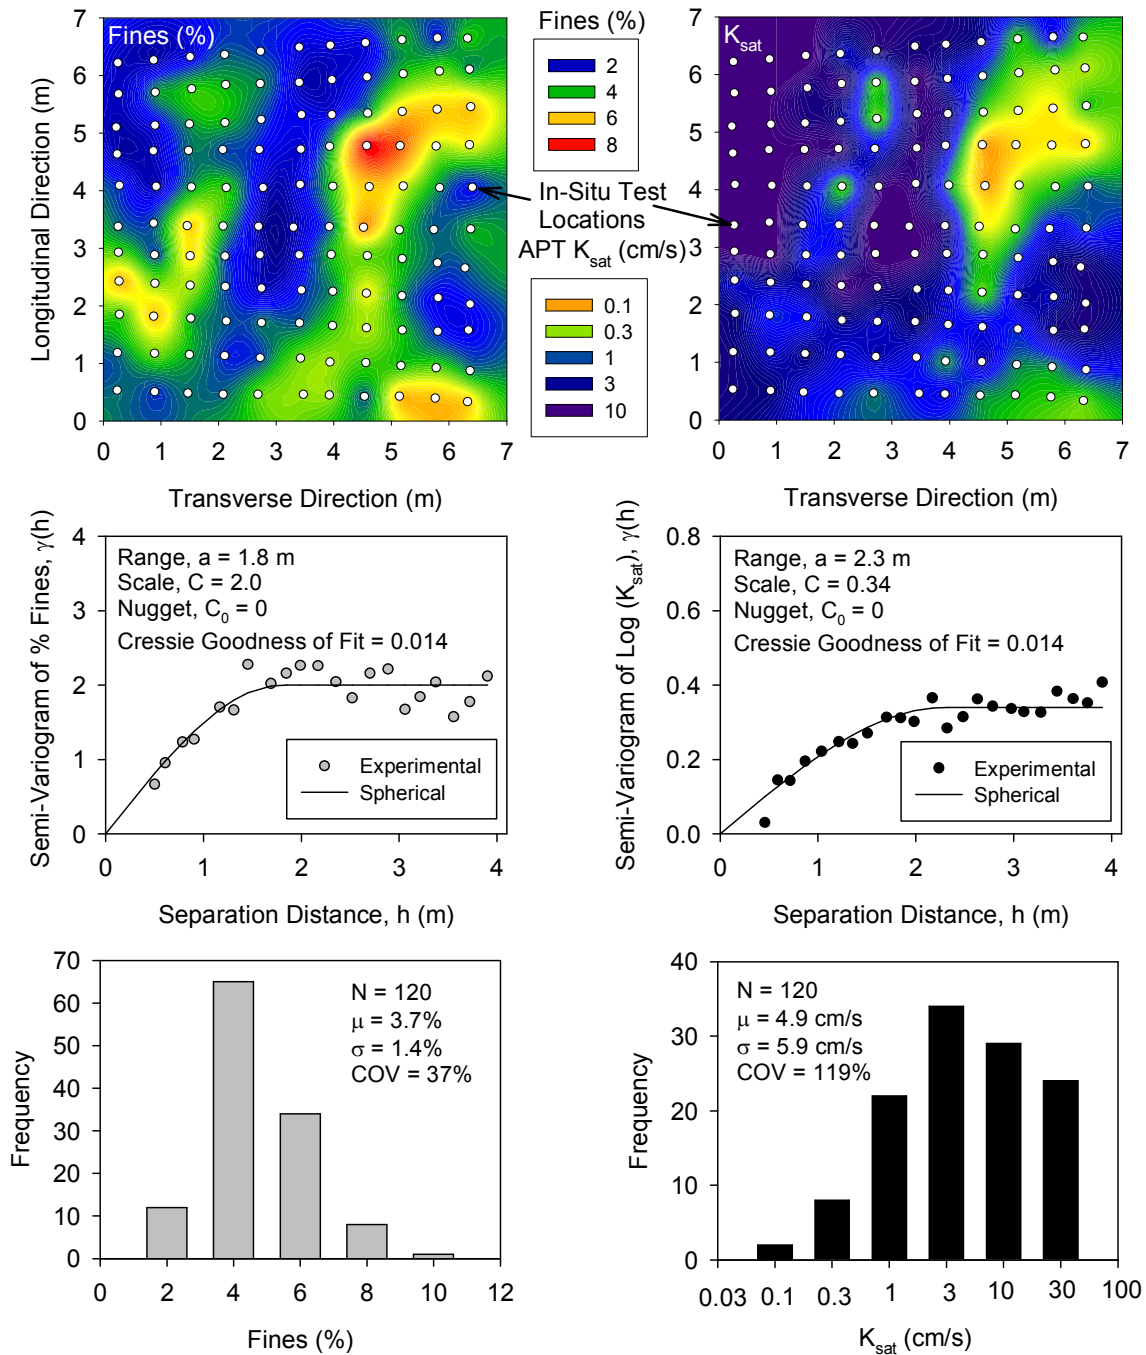 Fines (%)
7
6
5
4
3
2
1
0
0 1 2 3 4 5 6 7
Longitudinal Direction (m)
Transverse Direction (m)
Fines (%)
2
4
6
8
In-Situ Test
Locations
APT K_sat (cm/s)
0.1
0.3
1
3
10
K_sat
7
6
5
4
3
2
1
0
0 1 2 3 4 5 6 7
Transverse Direction (m)
Semi-Variogram of % Fines, γ(h)
4
3
2
1
0
Range, a = 1.8 m
Scale, C = 2.0
Nugget, C_0 = 0
Cressie Goodness of Fit = 0.014
Experimental
Spherical
0 1 2 3 4
Separation Distance, h (m)
Semi-Variogram of Log (K_sat), γ(h)
0.8
0.6
0.4
0.2
0.0
Range, a = 2.3 m
Scale, C = 0.34
Nugget, C_0 = 0
Cressie Goodness of Fit = 0.014
Experimental
Spherical
0 1 2 3 4
Separation Distance, h (m)
Frequency
70
60
50
40
30
20
10
0
N = 120
μ = 3.7%
σ = 1.4%
COV = 37%
0 2 4 6 8 10 12
Fines (%)
Frequency
40
30
20
10
0
N = 120
μ = 4.9 cm/s
σ = 5.9 cm/s
COV = 119%
0.03 0.1 0.3 1 3 10 30 100
K_sat (cm/s)